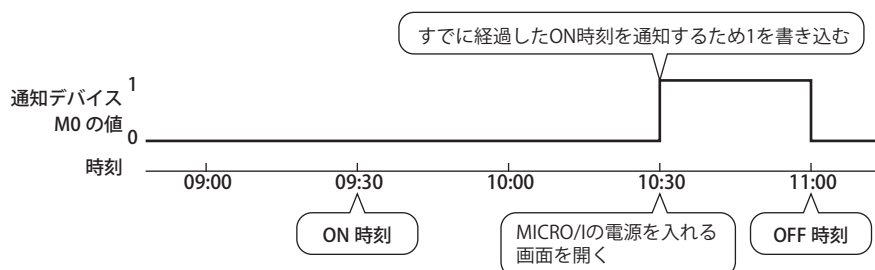 すでに経過したON時刻を通知するため1を書き込む
通知デバイス 1
M0 の値 0
時刻
09:00 09:30 10:00 10:30 11:00
ON 時刻
MICRO/Iの電源を入れる
画面を開く
OFF 時刻